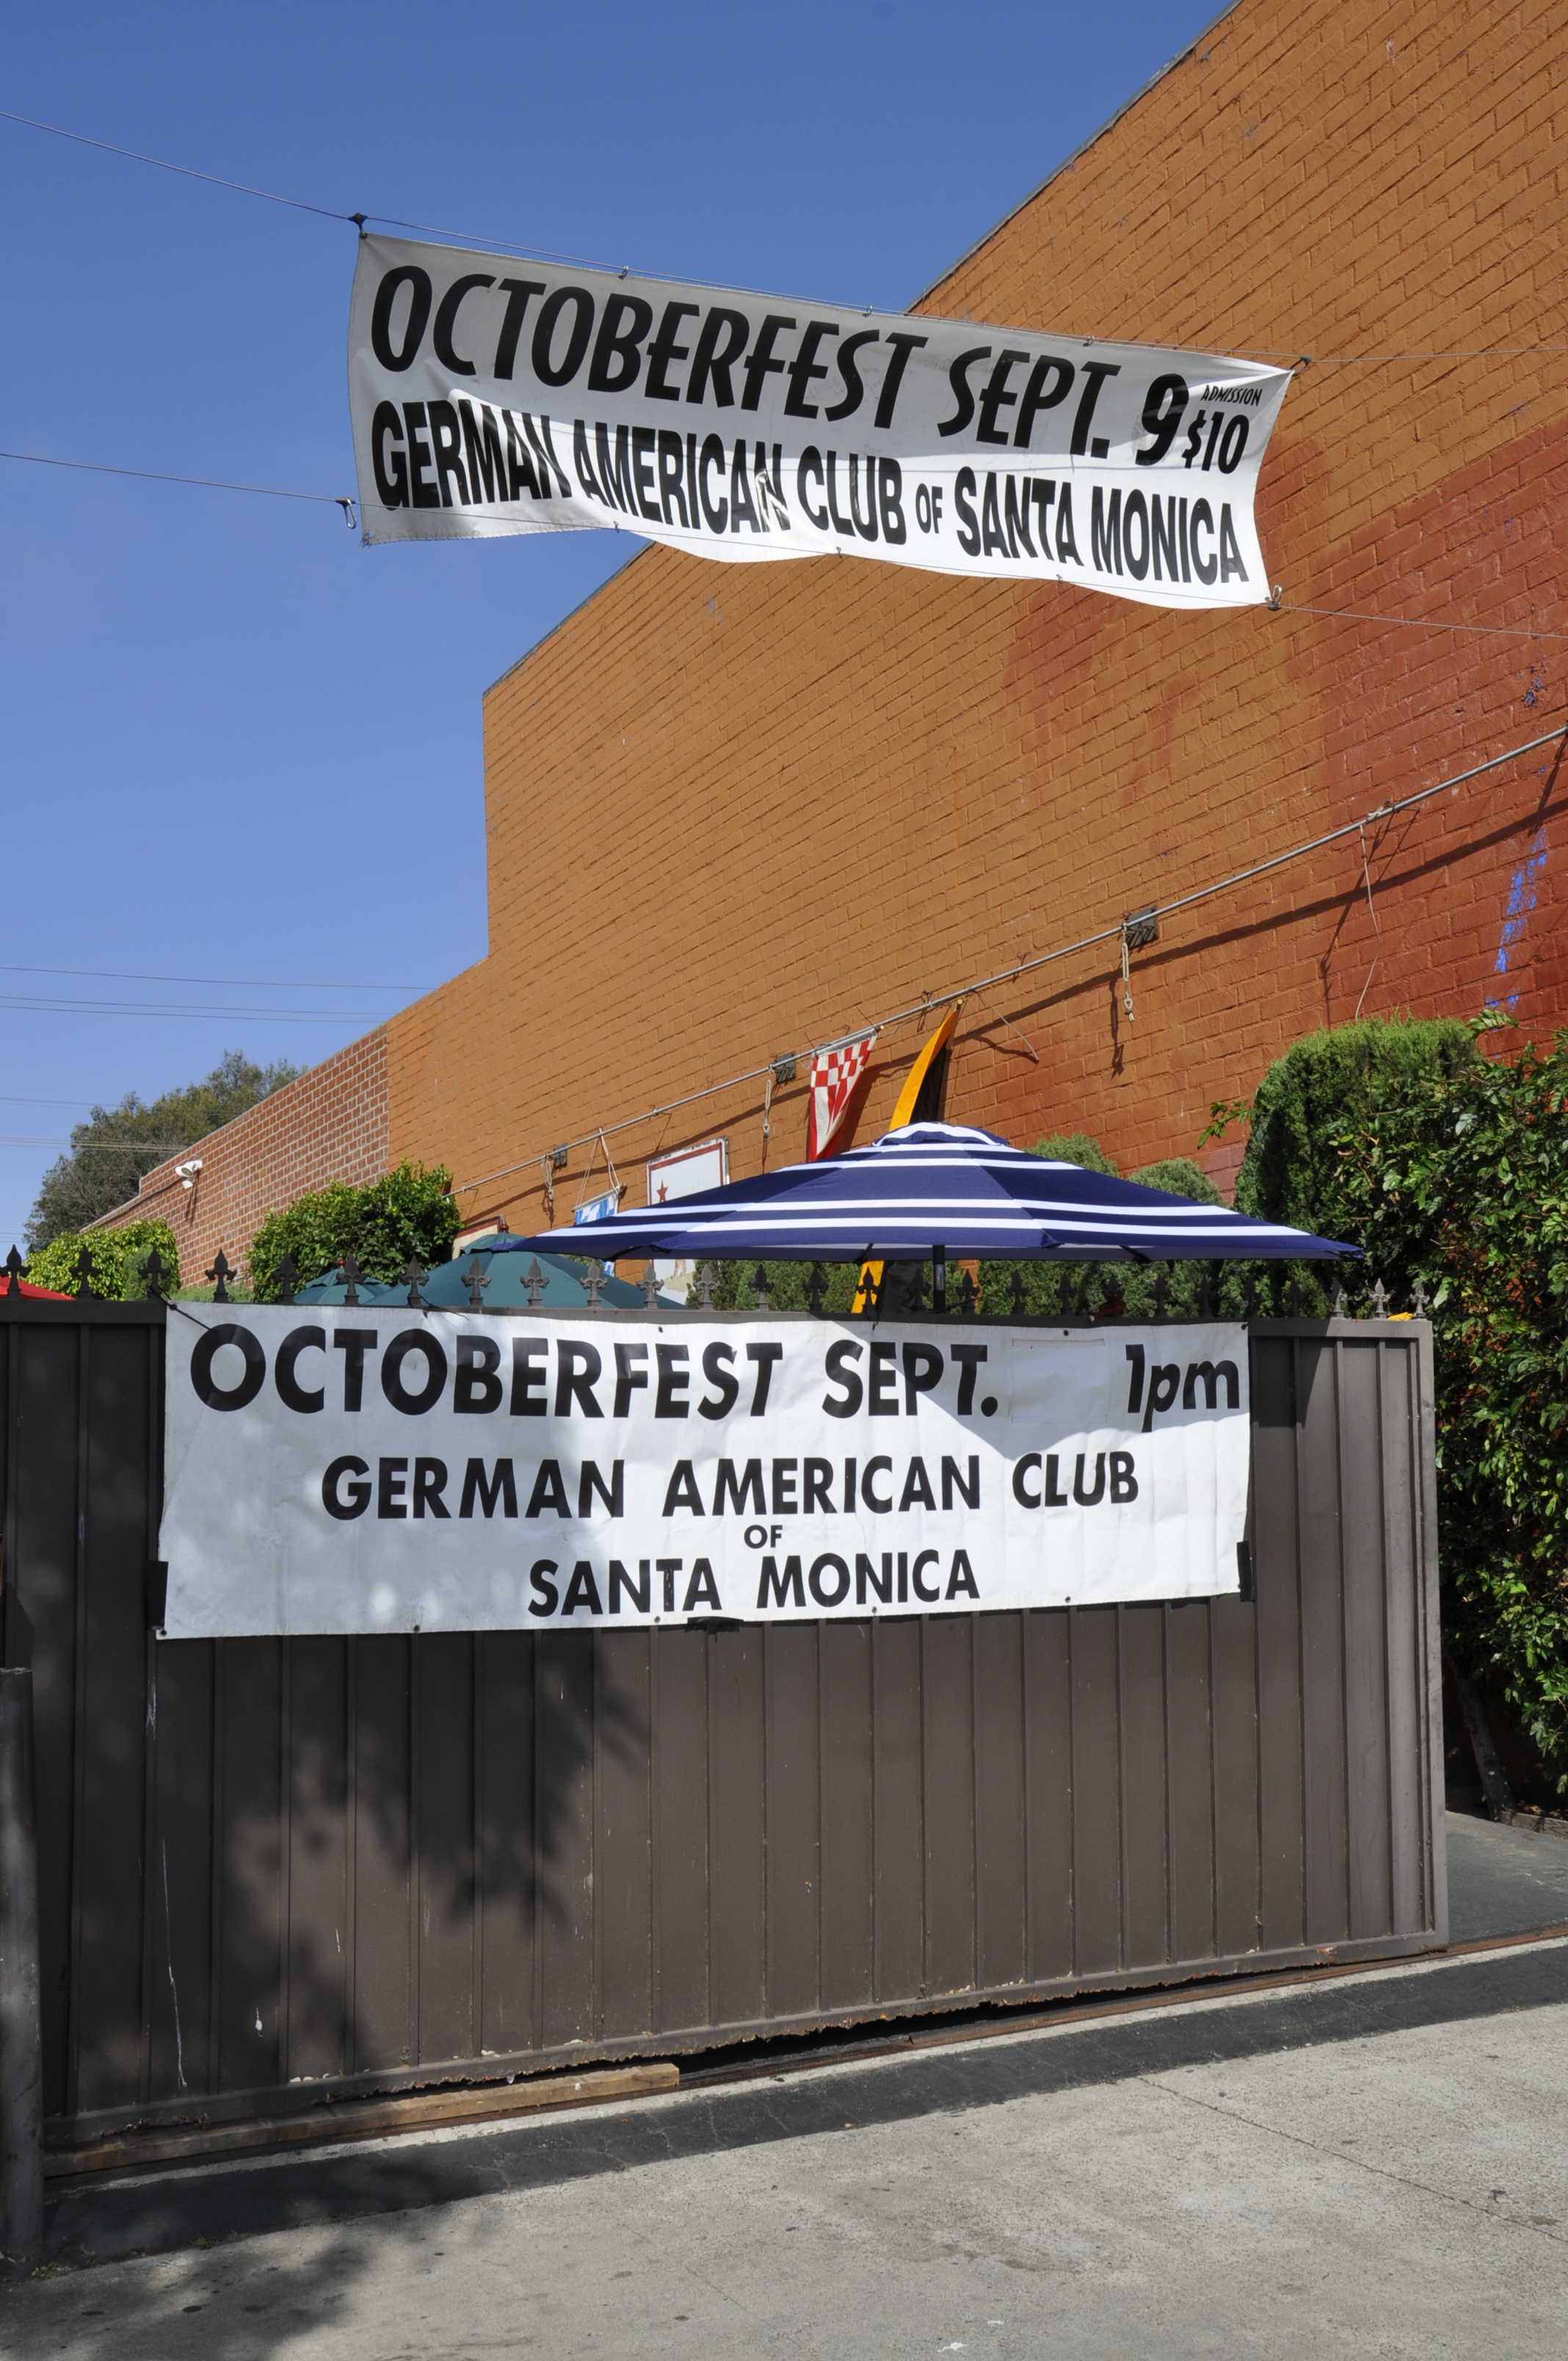 OCTOBERFEST SEPT. 9 ADMISSION $10
GERMAN AMERICAN CLUB OF SANTA MONICA
OCTOBERFEST SEPT. 1pm
GERMAN AMERICAN CLUB
OF
SANTA MONICA